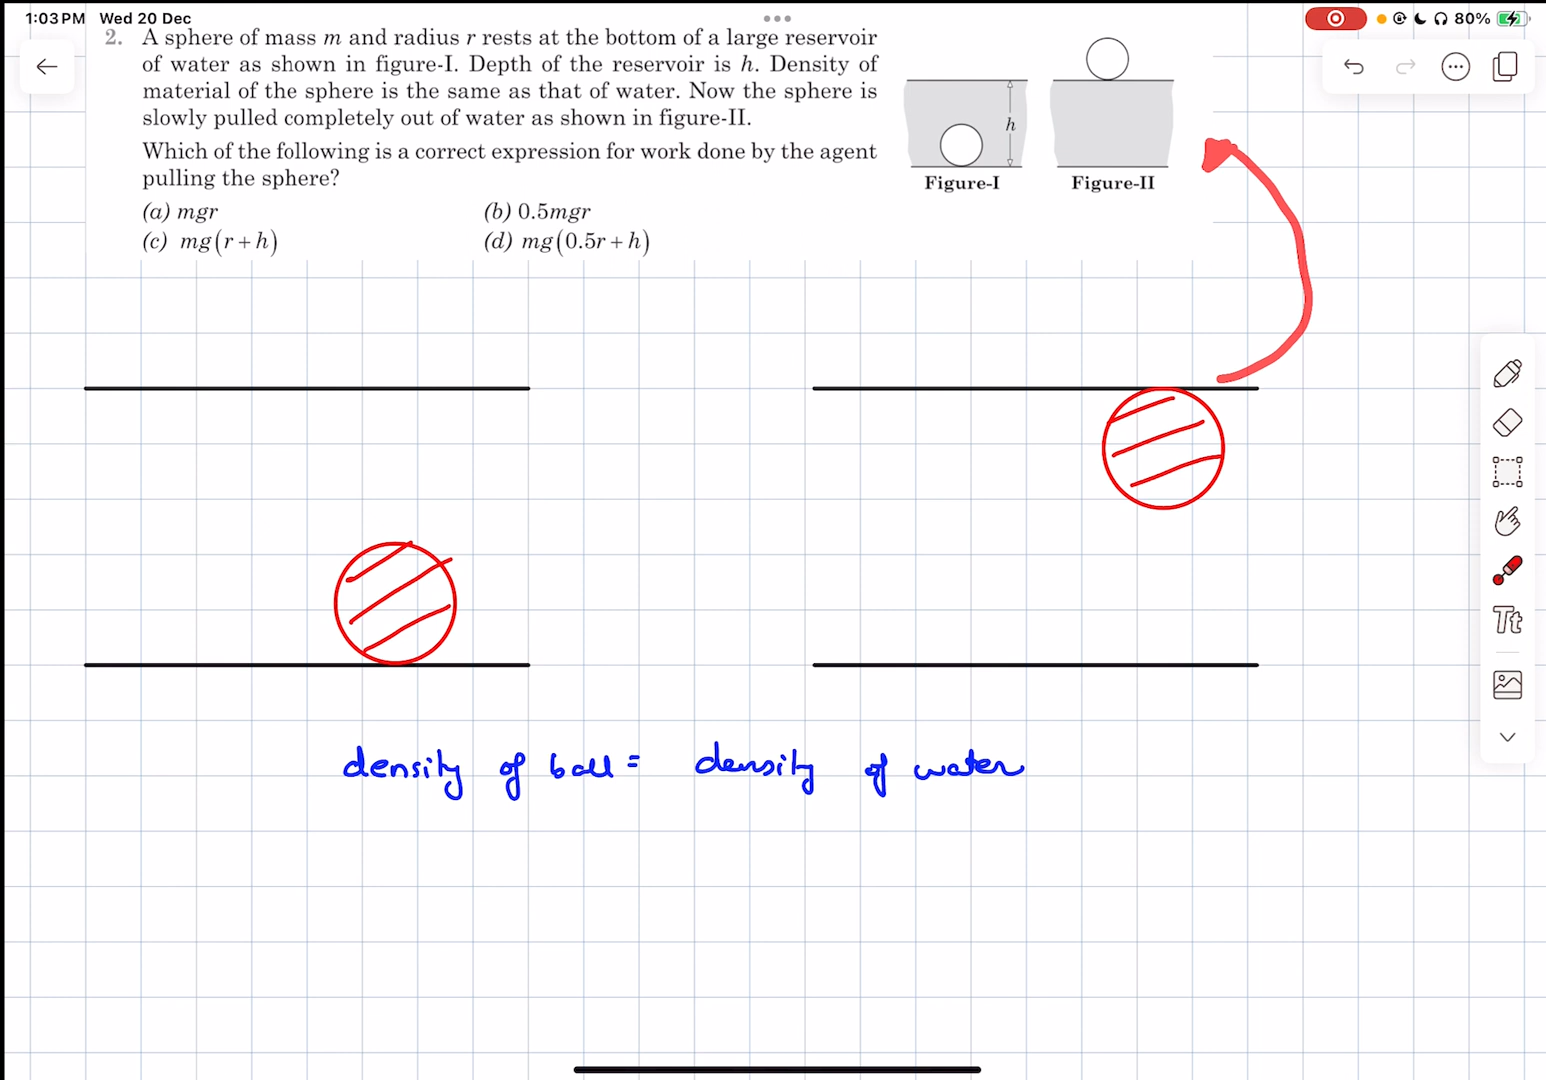 1:03 PM Wed 20 Dec
80%
2. A sphere of mass m and radius r rests at the bottom of a large reservoir
of water as shown in figure-I. Depth of the reservoir is h. Density of
material of the sphere is the same as that of water. Now the sphere is
slowly pulled completely out of water as shown in figure-II.
Which of the following is a correct expression for work done by the agent
pulling the sphere?
(a) mgr (b) 0.5mgr
(c) mg(r+h) (d) mg(0.5r+h)
h
Figure-I Figure-II
Tt
density of ball = density of water